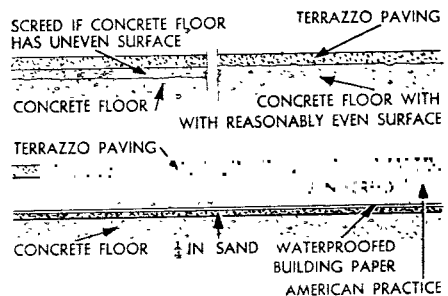 SCREED IF CONCRETE FLOOR
HAS UNEVEN SURFACE
TERRAZZO PAVING
CONCRETE FLOOR
CONCRETE FLOOR WITH
WITH REASONABLY EVEN SURFACE
TERRAZZO PAVING
CONCRETE FLOOR
½ IN SAND
WATERPROOFED
BUILDING PAPER
AMERICAN PRACTICE